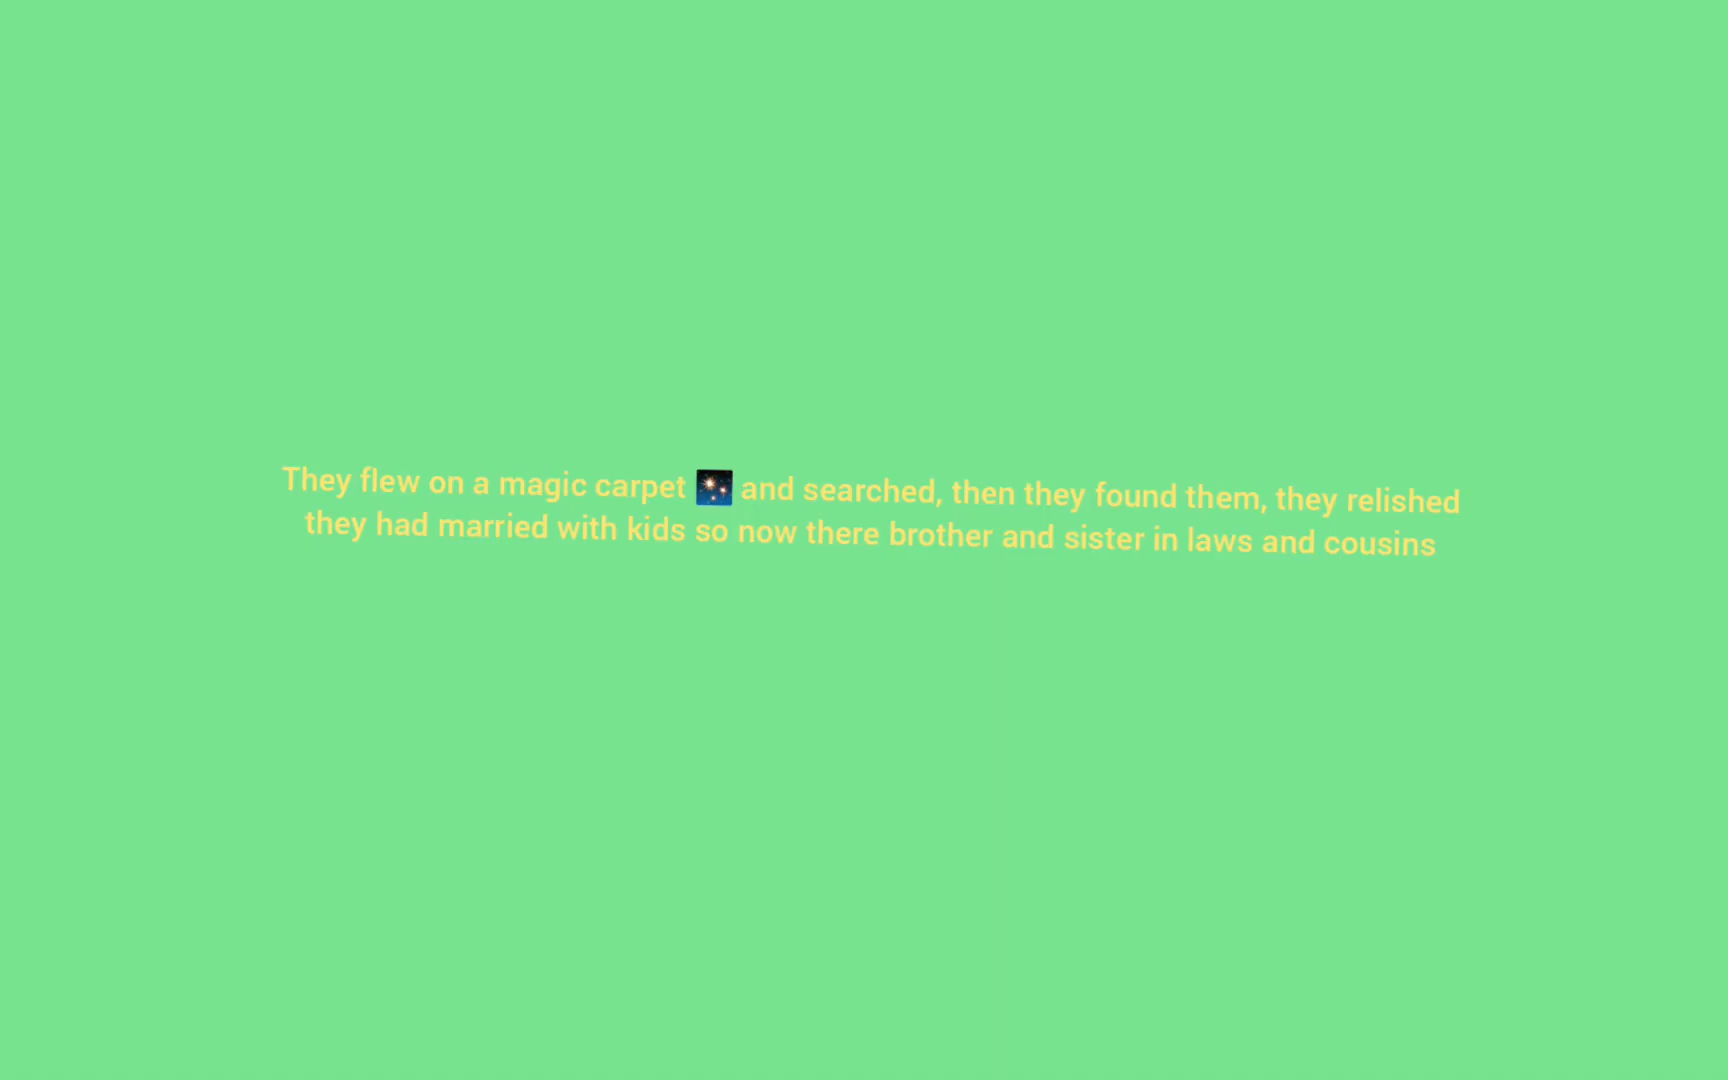 They flew on a magic carpet 🎇 and searched, then they found them, they relished
they had married with kids so now there brother and sister in laws and cousins